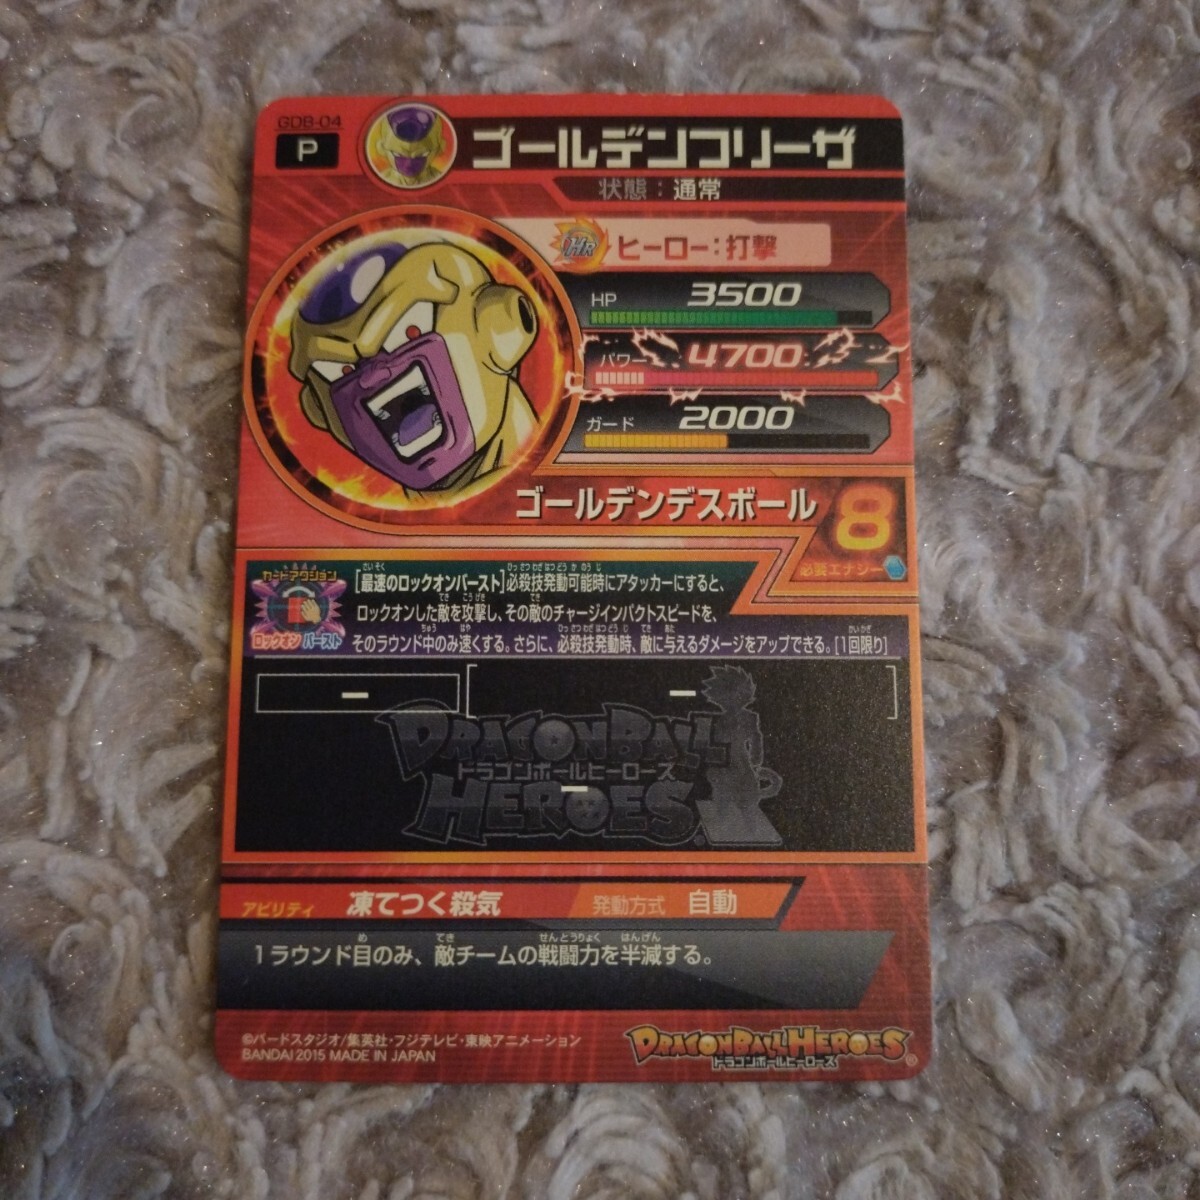 GDB-04
P
ゴールデンフリーザ
状態：通常
HR
ヒーロー：打撃
HP 3500
パワー 4700
ガード 2000
ゴールデンデスボール
8
必要エナジー
カードアクション
ロックオン バースト
[最速のロックオンバースト]必殺技発動可能時にアタッカーにすると、
ロックオンした敵を攻撃し、その敵のチャージインパクトスピードを、
そのラウンド中のみ速くする。さらに、必殺技発動時、敵に与えるダメージをアップできる。[1回限り]
ー
ー
DRAGONBALL
ドラゴンボールヒーローズ
HEROES
ー
アビリティ 凍てつく殺気 発動方式 自動
1ラウンド目のみ、敵チームの戦闘力を半減する。
©バードスタジオ/集英社・フジテレビ・東映アニメーション
BANDAI 2015 MADE IN JAPAN
DRAGONBALLHEROES
ドラゴンボールヒーローズ
®